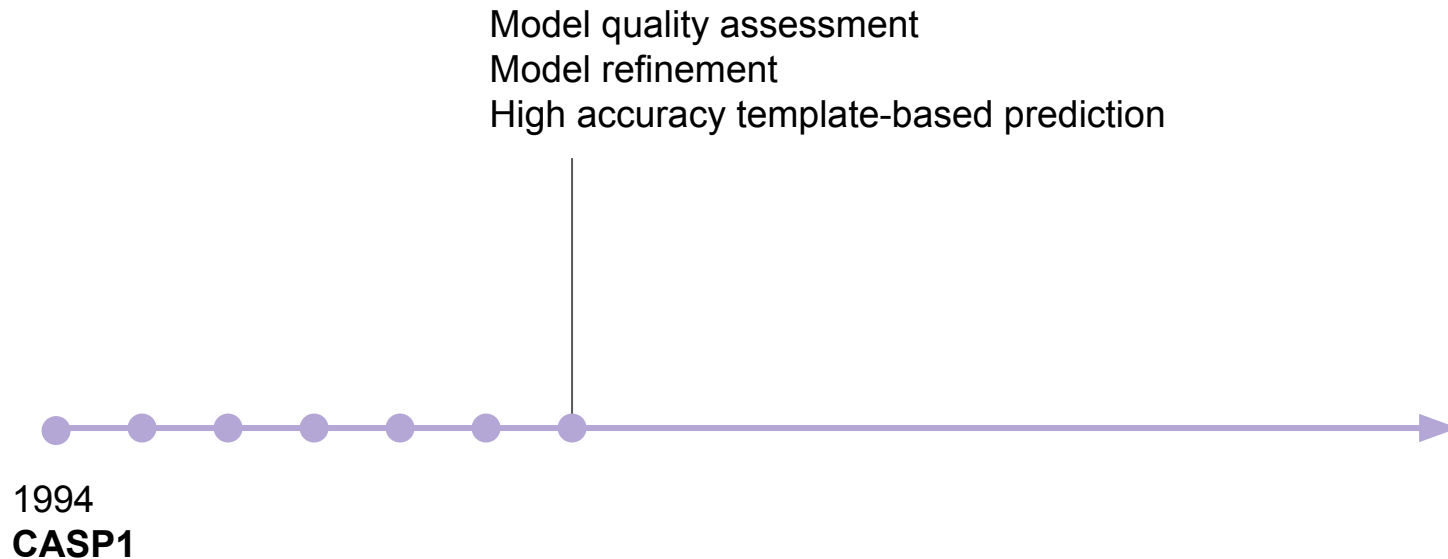 Model quality assessment
Model refinement
High accuracy template-based prediction
1994
CASP1